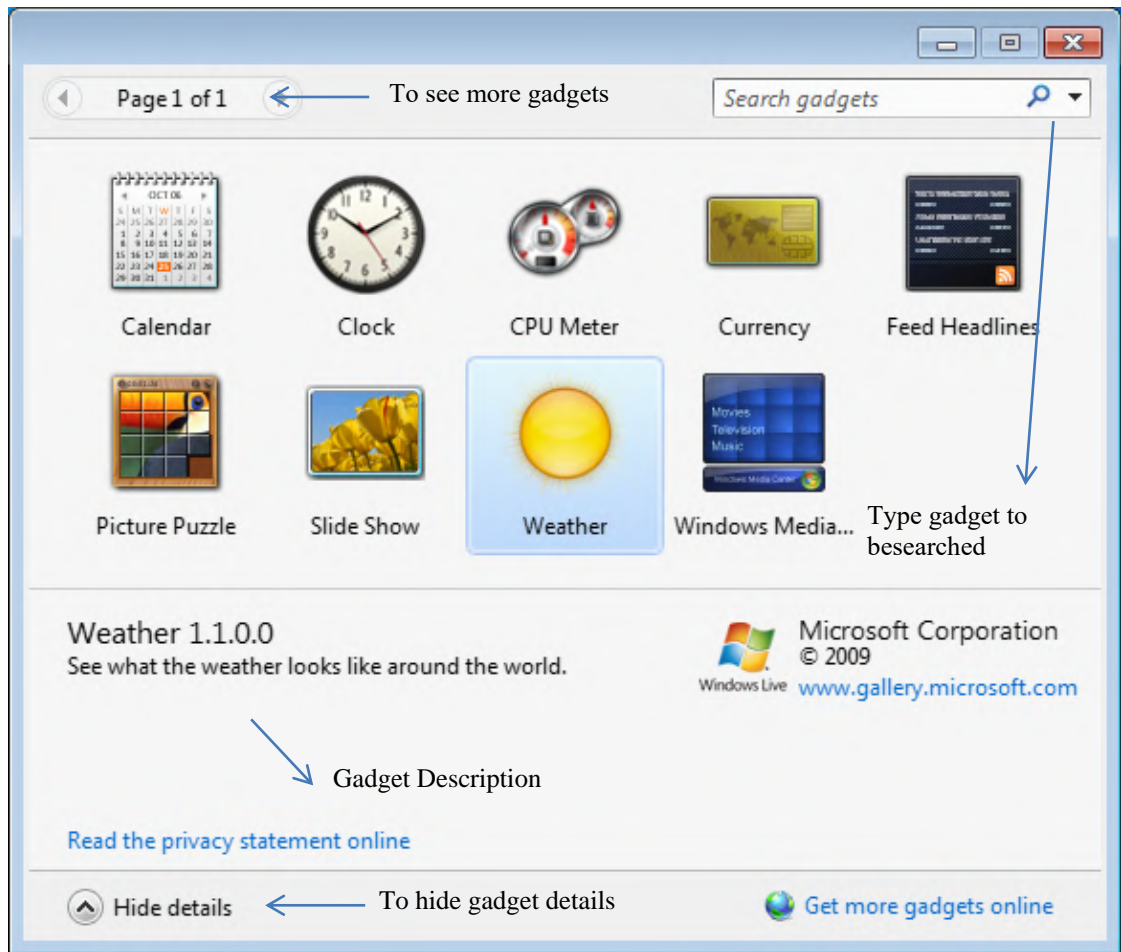 Page 1 of 1
To see more gadgets
Search gadgets
OCT 06
Calendar
Clock
CPU Meter
Currency
Feed Headlines
Movies
Television
Music
Windows Media Center
Picture Puzzle
Slide Show
Weather
Windows Media...
Type gadget to
besearched
Weather 1.1.0.0
See what the weather looks like around the world.
Windows Live
Microsoft Corporation
© 2009
www.gallery.microsoft.com
Gadget Description
Read the privacy statement online
Hide details
To hide gadget details
Get more gadgets online